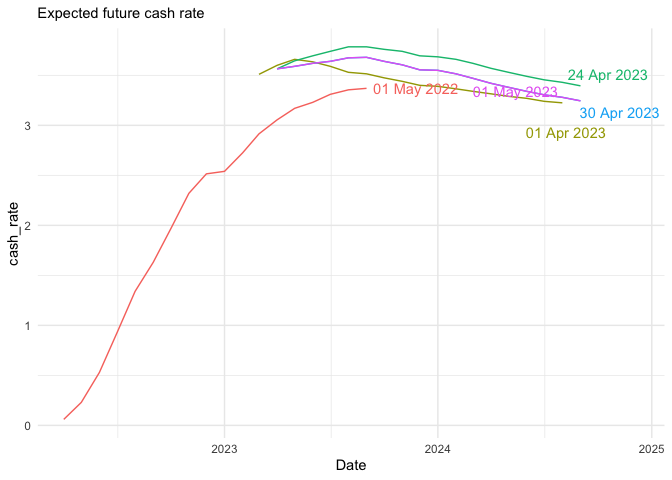 Expected future cash rate
24 Apr 2023
01 May 2022
01 May 2023
30 Apr 2023
01 Apr 2023
3
2
1
0
cash_rate
2023
2024
2025
Date